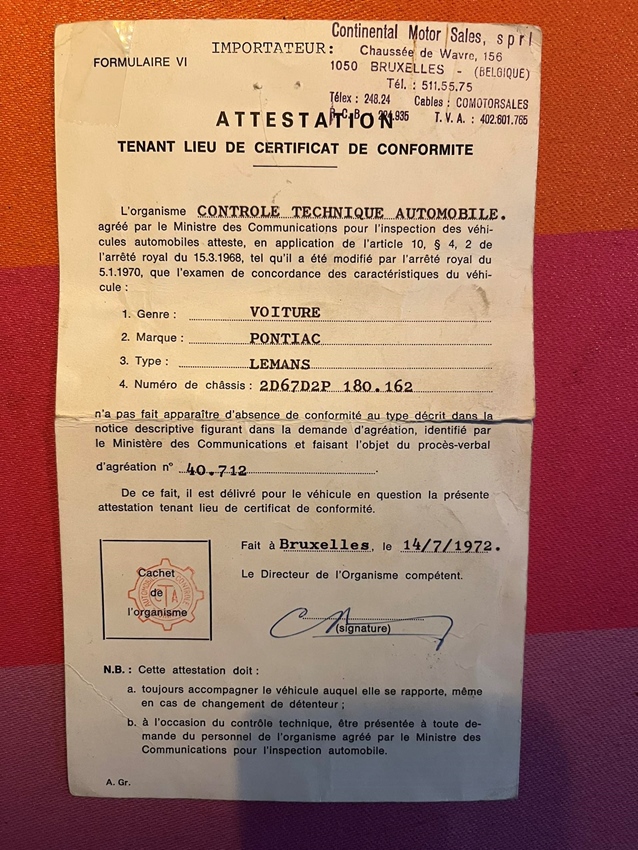 FORMULAIRE VI
IMPORTATEUR:
Continental Motor Sales, sprl
Chaussée de Wavre, 156
1050 BRUXELLES - (BELGIQUE)
Tél. : 511.55.75
Télex : 248.24 Cables : COMOTORSALES
T.V.A. : 402.601.765
ATTESTATION
TENANT LIEU DE CERTIFICAT DE CONFORMITE
L'organisme CONTROLE TECHNIQUE AUTOMOBILE.
agréé par le Ministre des Communications pour l'inspection des véhi-
cules automobiles atteste, en application de l'article 10, § 4, 2 de
l'arrêté royal du 15.3.1968, tel qu'il a été modifié par l'arrêté royal du
5.1.1970, que l'examen de concordance des caractéristiques du véhi-
cule :
1. Genre : VOITURE
2. Marque : PONTIAC
3. Type : LEMANS
4. Numéro de châssis : 2D67D2P 180.162
n'a pas fait apparaître d'absence de conformité au type décrit dans la
notice descriptive figurant dans la demande d'agréation, identifié par
le Ministère des Communications et faisant l'objet du procès-verbal
d'agréation n° 40.712
De ce fait, il est délivré pour le véhicule en question la présente
attestation tenant lieu de certificat de conformité.
Fait à Bruxelles, le 14/7/1972.
Le Directeur de l'Organisme compétent.
Cachet
de
l'organisme
CTA
(signature)
N.B. : Cette attestation doit :
a. toujours accompagner le véhicule auquel elle se rapporte, même
en cas de changement de détenteur ;
b. à l'occasion du contrôle technique, être présentée à toute de-
mande du personnel de l'organisme agréé par le Ministre des
Communications pour l'inspection automobile.
A. Gr.